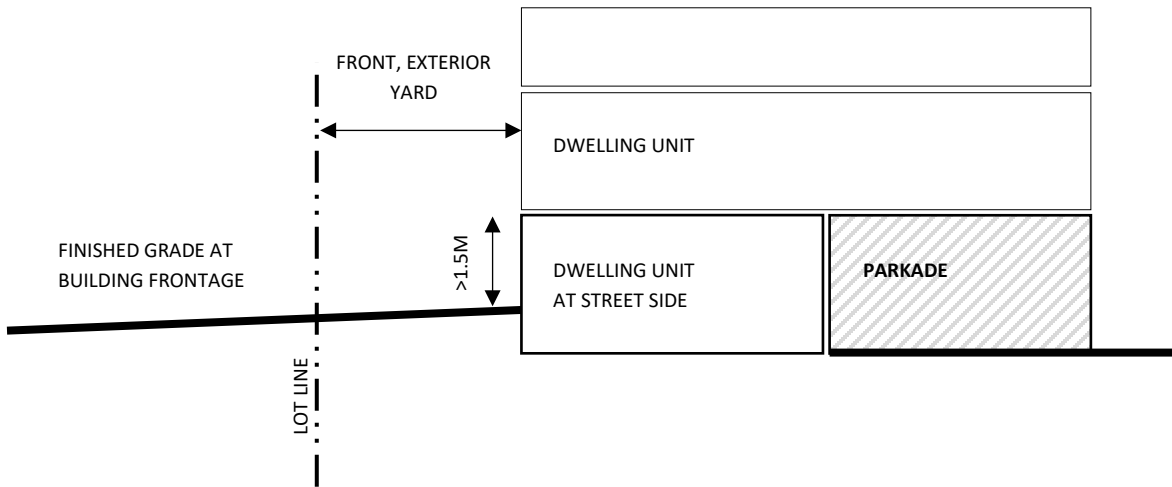 FRONT, EXTERIOR
YARD
DWELLING UNIT
FINISHED GRADE AT
BUILDING FRONTAGE
>1.5M
DWELLING UNIT
AT STREET SIDE
PARKADE
LOT LINE